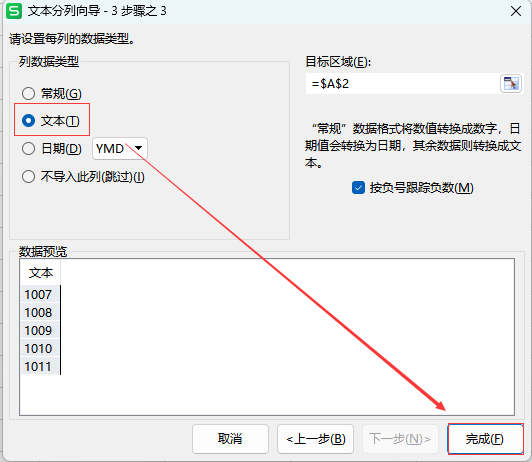 S 文本分列向导 - 3 步骤之 3
请设置每列的数据类型。
列数据类型
常规(G)
文本(T)
日期(D) YMD
不导入此列(跳过)(I)
目标区域(E):
=$A$2
“常规”数据格式将数值转换成数字，日
期值会转换为日期，其余数据则转换成文
本。
按负号跟踪负数(M)
数据预览
文本
1007
1008
1009
1010
1011
取消
<上一步(B)
下一步(N)>
完成(F)